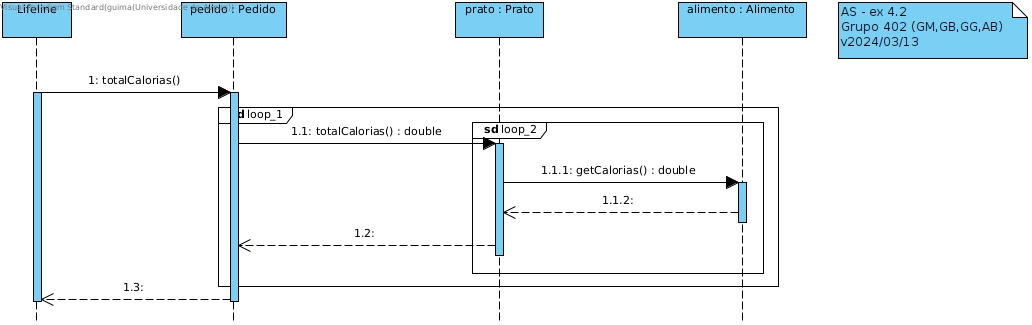 Lifeline
pedido : Pedido
prato : Prato
alimento : Alimento
AS - ex 4.2
Grupo 402 (GM,GB,GG,AB)
v2024/03/13
1: totalCalorias()
sd loop_1
1.1: totalCalorias() : double
sd loop_2
1.1.1: getCalorias() : double
1.1.2:
1.2:
1.3: